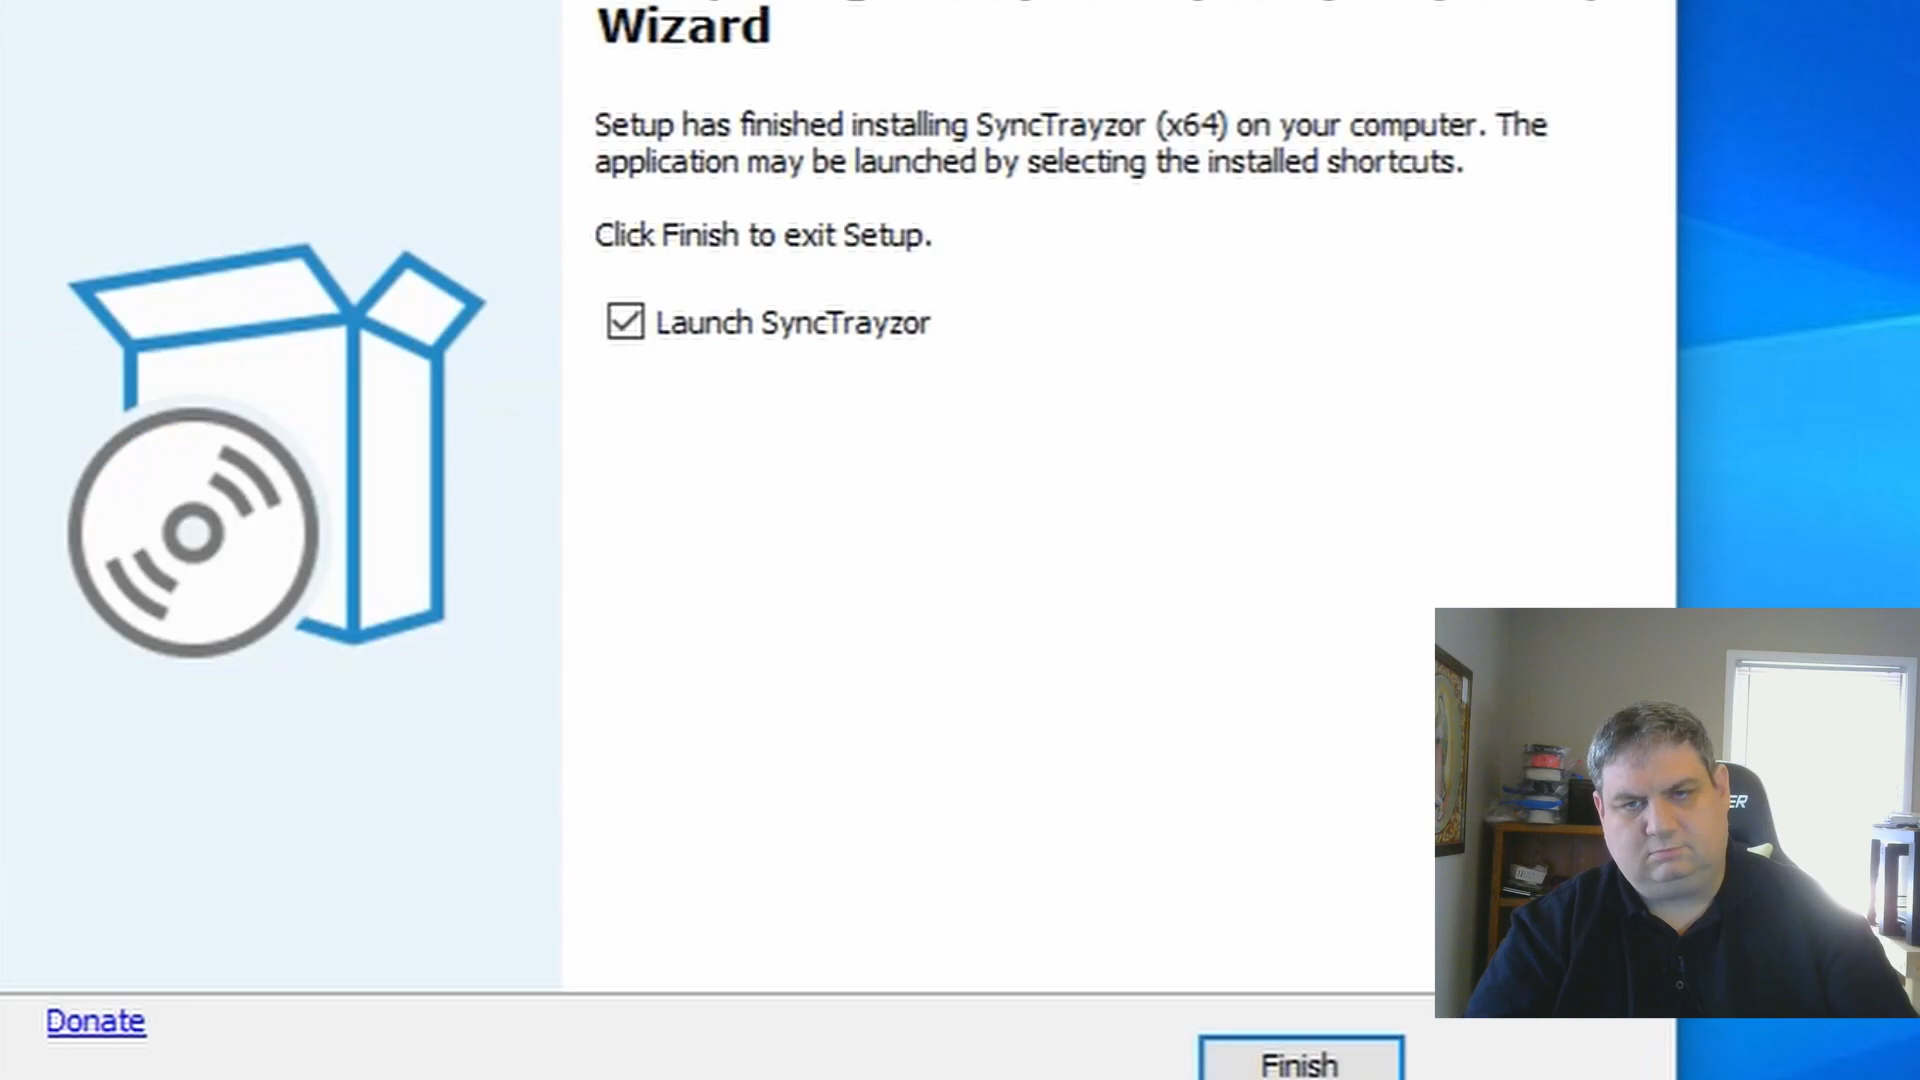 Wizard
Setup has finished installing SyncTrayzor (x64) on your computer. The
application may be launched by selecting the installed shortcuts.
Click Finish to exit Setup.
Launch SyncTrayzor
ER
Donate
Finish